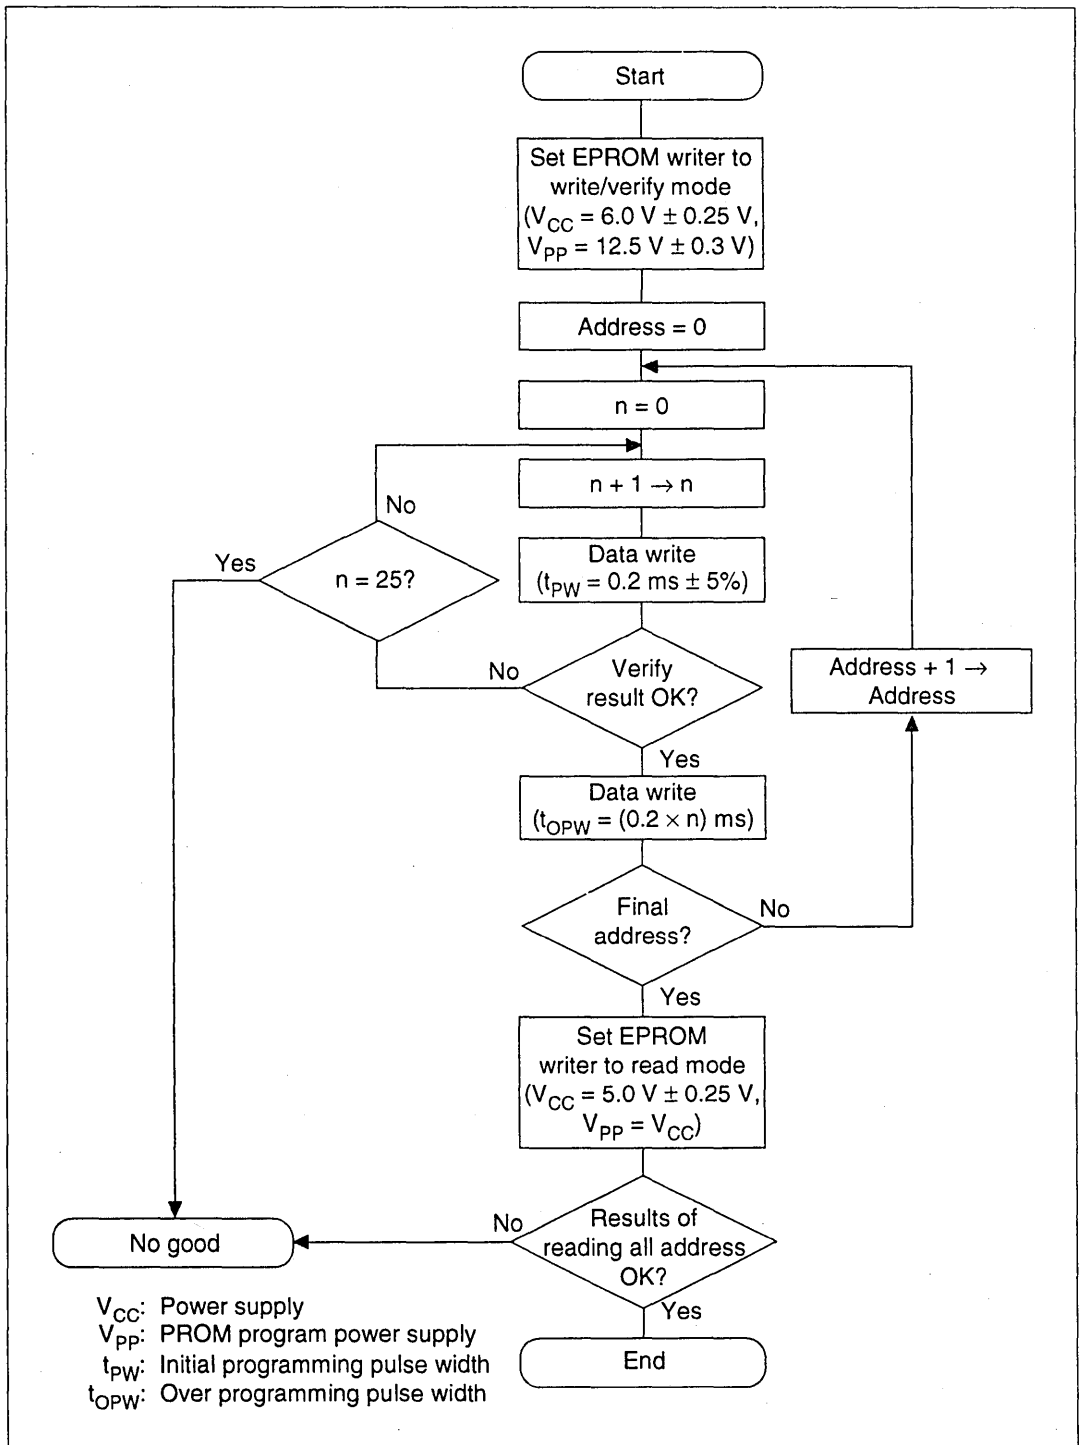 Start
Set EPROM writer to
write/verify mode
(VCC = 6.0 V ± 0.25 V,
VPP = 12.5 V ± 0.3 V)
Address = 0
n = 0
n + 1 → n
No
Yes
n = 25?
Data write
(tPW = 0.2 ms ± 5%)
No
Verify
result OK?
Address + 1 →
Address
Yes
Data write
(tOPW = (0.2 × n) ms)
Final
address?
No
Yes
Set EPROM
writer to read mode
(VCC = 5.0 V ± 0.25 V,
VPP = VCC)
No
Results of
reading all address
OK?
No good
Yes
End
VCC: Power supply
VPP: PROM program power supply
tPW: Initial programming pulse width
tOPW: Over programming pulse width